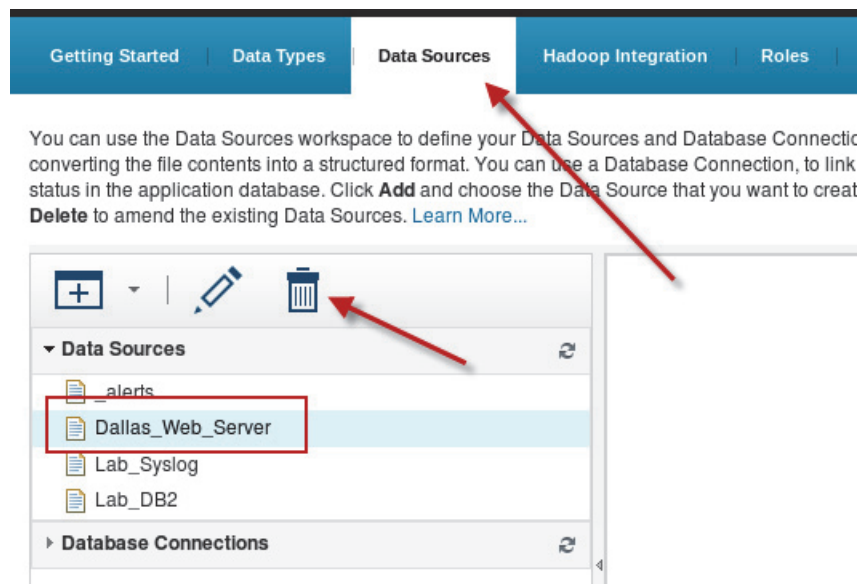 Getting Started Data Types Data Sources Hadoop Integration Roles
You can use the Data Sources workspace to define your Data Sources and Database Connectio
converting the file contents into a structured format. You can use a Database Connection, to link
status in the application database. Click Add and choose the Data Source that you want to creat
Delete to amend the existing Data Sources. Learn More...
Data Sources
_alerts
Dallas_Web_Server
Lab_Syslog
Lab_DB2
Database Connections